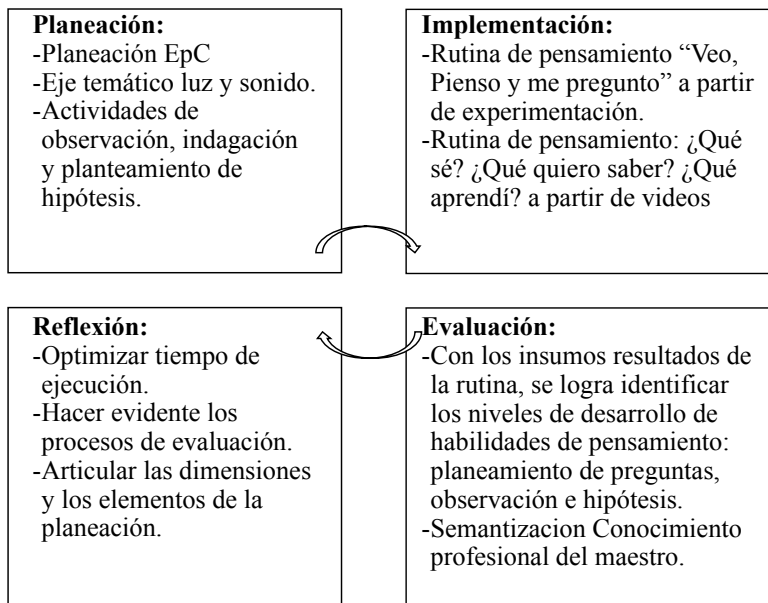 Planeación:
-Planeación EpC
-Eje temático luz y sonido.
-Actividades de
observación, indagación
y planteamiento de
hipótesis.
Implementación:
-Rutina de pensamiento “Veo,
Pienso y me pregunto” a partir
de experimentación.
-Rutina de pensamiento: ¿Qué
sé? ¿Qué quiero saber? ¿Qué
aprendí? a partir de videos
Reflexión:
-Optimizar tiempo de
ejecución.
-Hacer evidente los
procesos de evaluación.
-Articular las dimensiones
y los elementos de la
planeación.
Evaluación:
-Con los insumos resultados de
la rutina, se logra identificar
los niveles de desarrollo de
habilidades de pensamiento:
planeamiento de preguntas,
observación e hipótesis.
-Semantizacion Conocimiento
profesional del maestro.